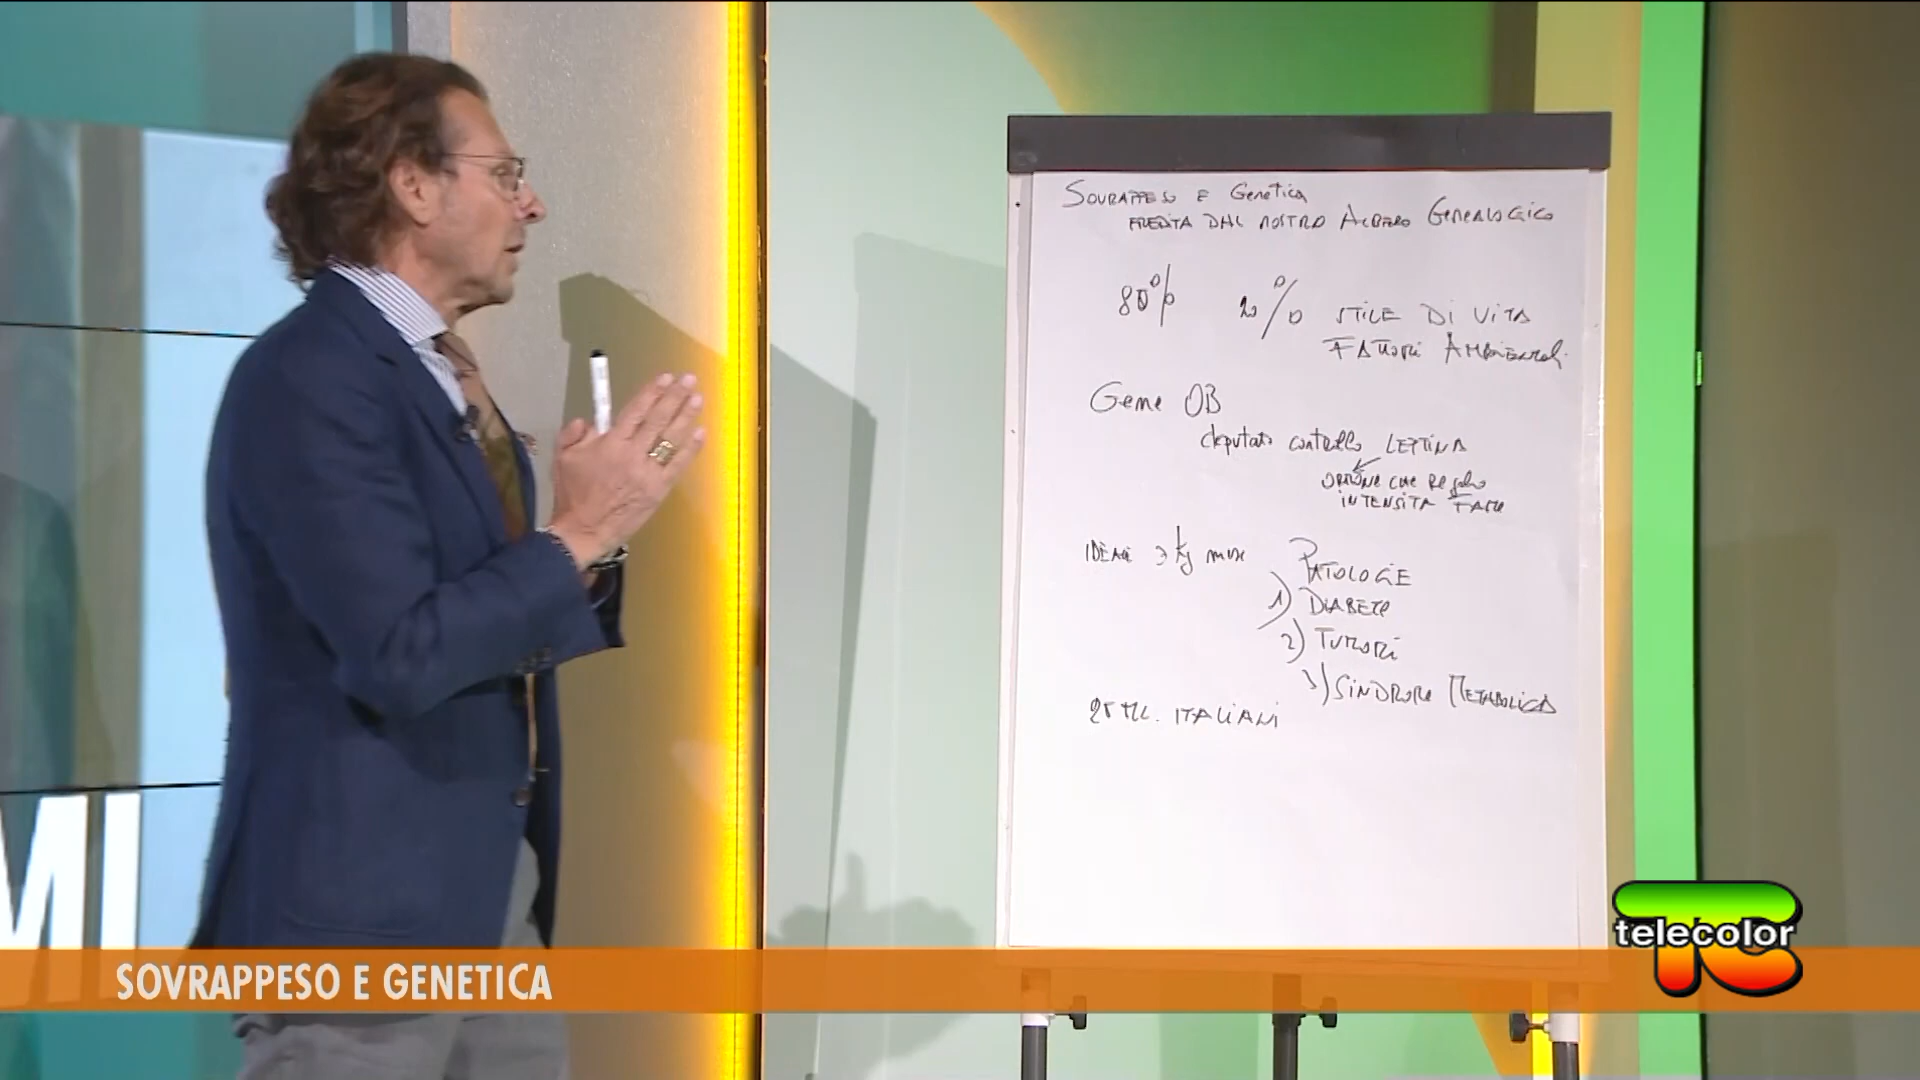 SOVRAPPESO E Genetica
EREDITA DAL NOSTRO ALBERO GENEALOGICO
80% 20% STILE DI VITA
FATTORI AMBIENTALI
Gene OB
deputato controllo LEPTINA
ORMONE CHE Regola
INTENSITA FAME
IDEALE 3 kg mese
PATOLOGIE
1) DIABETE
2) TUMORI
3) SINDROME METABOLICA
25 ML. ITALIANI
MI
SOVRAPPESO E GENETICA
telecolor